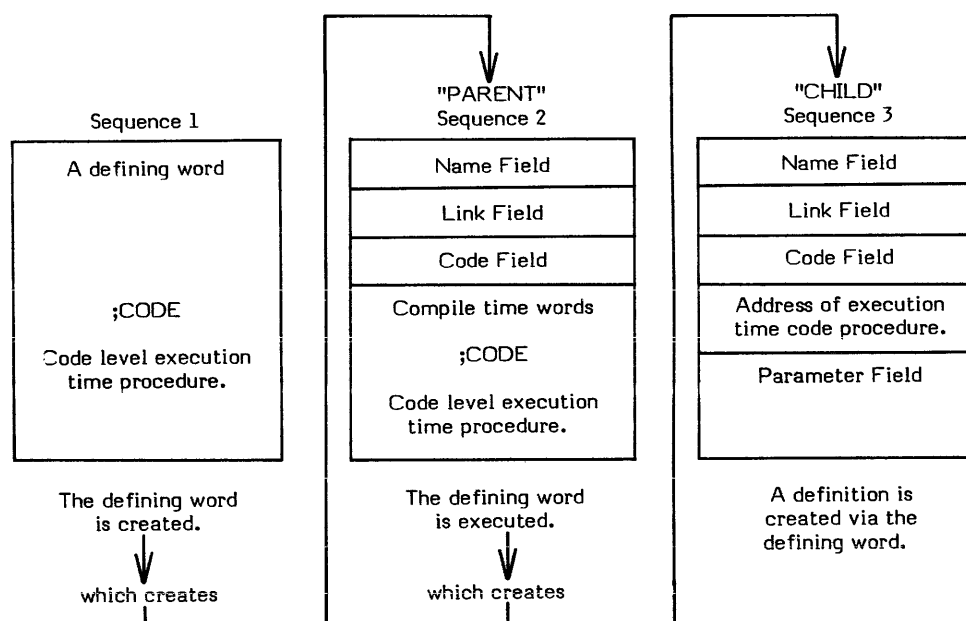 Sequence 1
A defining word
;CODE
Code level execution
time procedure.
The defining word
is created.
which creates
"PARENT"
Sequence 2
Name Field
Link Field
Code Field
Compile time words
;CODE
Code level execution
time procedure.
The defining word
is executed.
which creates
"CHILD"
Sequence 3
Name Field
Link Field
Code Field
Address of execution
time code procedure.
Parameter Field
A definition is
created via the
defining word.